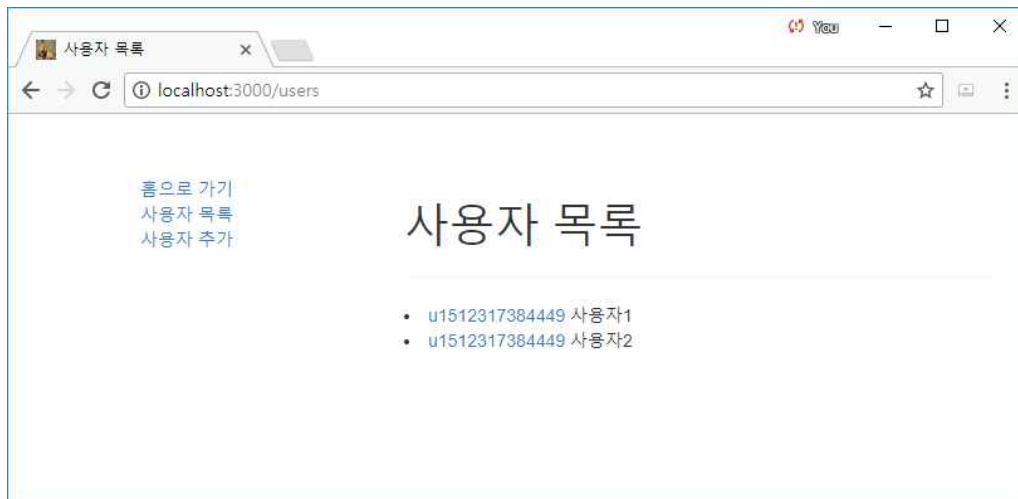 You
사용자 목록
localhost:3000/users
홈으로 가기
사용자 목록
사용자 추가
사용자 목록
u1512317384449 사용자1
u1512317384449 사용자2